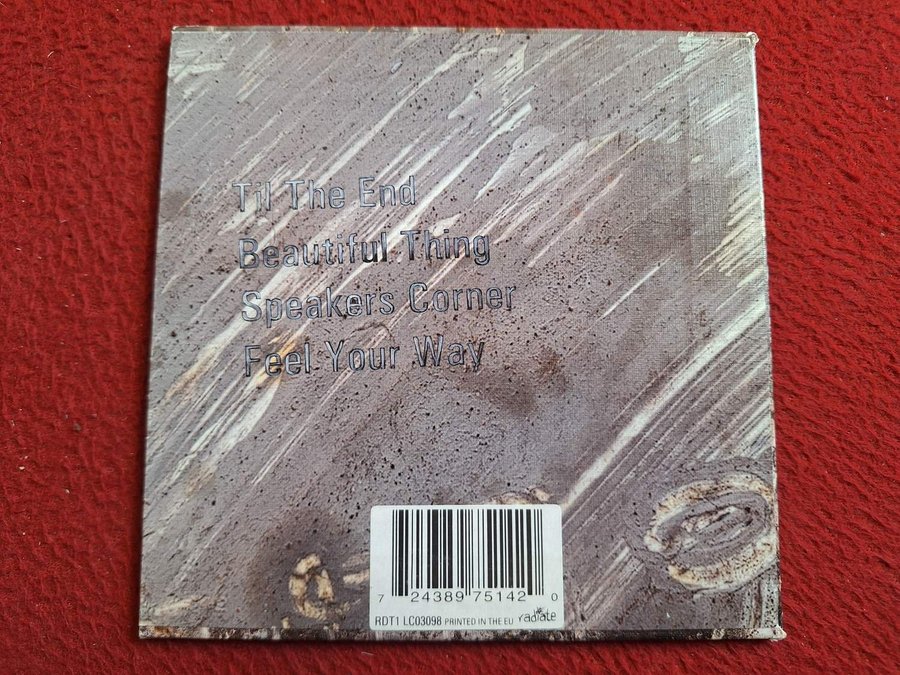 Til The End
Beautiful Thing
Speakers Corner
Feel Your Way
7 24389 75142 0
RDT1 LC03098 PRINTED IN THE EU radiate